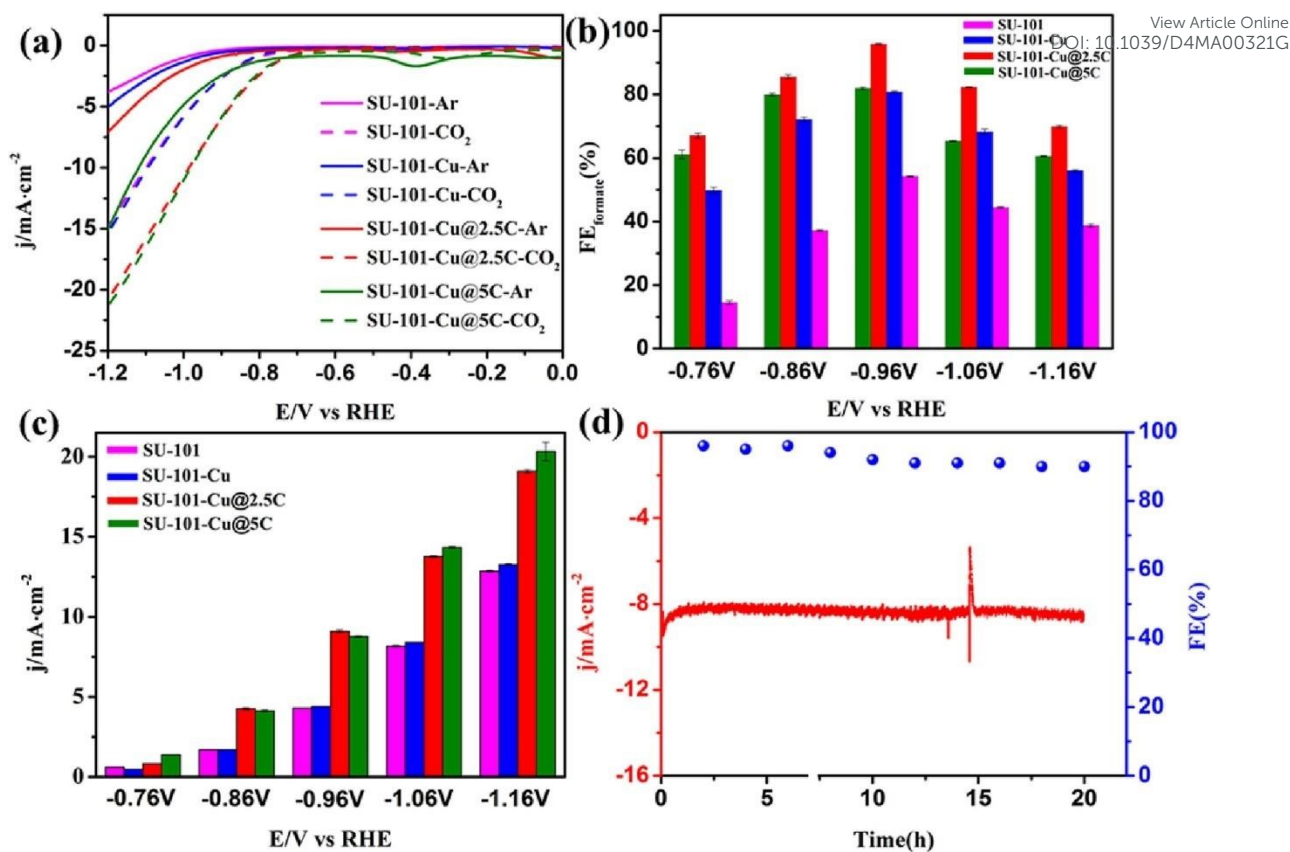 View Article Online
DOI: 10.1039/D4MA00321G
(a)
0
-5
-10
-15
-20
-25
j/mA·cm⁻²
SU-101-Ar
SU-101-CO₂
SU-101-Cu-Ar
SU-101-Cu-CO₂
SU-101-Cu@2.5C-Ar
SU-101-Cu@2.5C-CO₂
SU-101-Cu@5C-Ar
SU-101-Cu@5C-CO₂
-1.2 -1.0 -0.8 -0.6 -0.4 -0.2 0.0
E/V vs RHE
(b)
100
80
60
40
20
0
FE_formate(%)
SU-101
SU-101-Cu
SU-101-Cu@2.5C
SU-101-Cu@5C
-0.76V -0.86V -0.96V -1.06V -1.16V
E/V vs RHE
(c)
20
15
10
5
0
j/mA·cm⁻²
SU-101
SU-101-Cu
SU-101-Cu@2.5C
SU-101-Cu@5C
-0.76V -0.86V -0.96V -1.06V -1.16V
E/V vs RHE
(d)
0
-4
-8
-12
-16
j/mA·cm⁻²
100
80
60
40
20
0
FE(%)
0 5 10 15 20
Time(h)